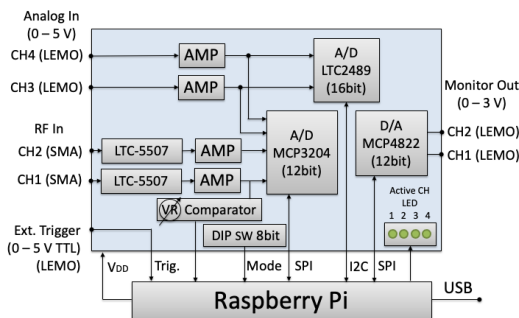 Analog In
(0 – 5 V)
CH4 (LEMO)
CH3 (LEMO)
RF In
CH2 (SMA)
CH1 (SMA)
Ext. Trigger
(0 – 5 V TTL)
(LEMO)
AMP
AMP
A/D
LTC2489
(16bit)
LTC-5507
AMP
LTC-5507
AMP
A/D
MCP3204
(12bit)
D/A
MCP4822
(12bit)
Monitor Out
(0 – 3 V)
CH2 (LEMO)
CH1 (LEMO)
VR Comparator
DIP SW 8bit
Active CH
LED
1 2 3 4
VDD
Trig.
Mode
SPI
I2C
SPI
Raspberry Pi
USB